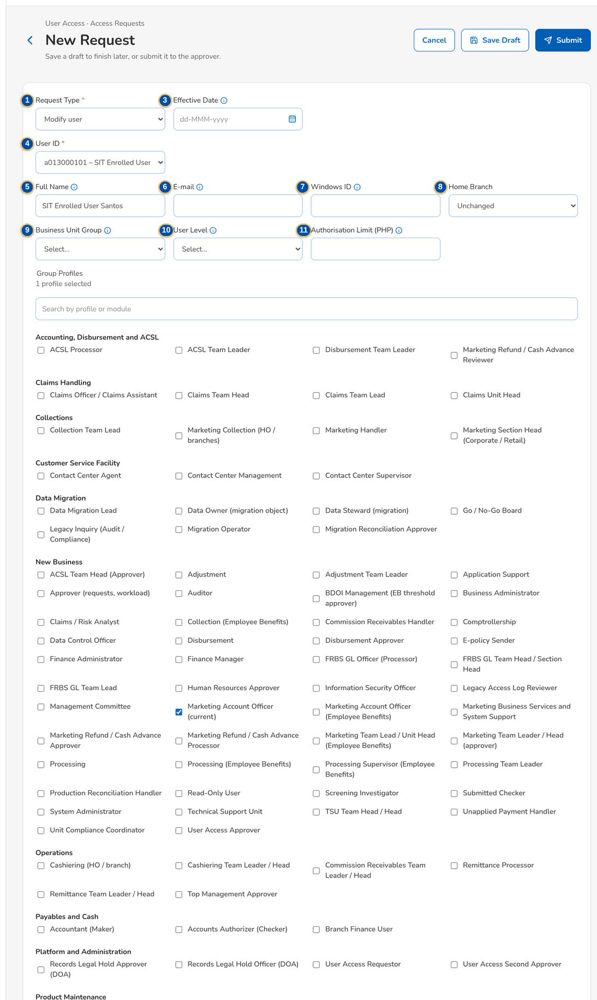 User Access · Access Requests
New Request
Save a draft to finish later, or submit it to the approver.
Cancel
Save Draft
Submit
1 Request Type *
3 Effective Date
Modify user
dd-MMM-yyyy
4 User ID *
a013000101 – SIT Enrolled User
5 Full Name
6 E-mail
7 Windows ID
8 Home Branch
SIT Enrolled User Santos
Unchanged
9 Business Unit Group
10 User Level
11 Authorisation Limit (PHP)
Select...
Select...
Group Profiles
1 profile selected
Search by profile or module
Accounting, Disbursement and ACSL
ACSL Processor
ACSL Team Leader
Disbursement Team Leader
Marketing Refund / Cash Advance
Reviewer
Claims Handling
Claims Officer / Claims Assistant
Claims Team Head
Claims Team Lead
Claims Unit Head
Collections
Collection Team Lead
Marketing Collection (HO /
branches)
Marketing Handler
Marketing Section Head
(Corporate / Retail)
Customer Service Facility
Contact Center Agent
Contact Center Management
Contact Center Supervisor
Data Migration
Data Migration Lead
Data Owner (migration object)
Data Steward (migration)
Go / No-Go Board
Legacy Inquiry (Audit /
Compliance)
Migration Operator
Migration Reconciliation Approver
New Business
ACSL Team Head (Approver)
Adjustment
Adjustment Team Leader
Application Support
Approver (requests, workload)
Auditor
BDOI Management (EB threshold
approver)
Business Administrator
Claims / Risk Analyst
Collection (Employee Benefits)
Commission Receivables Handler
Comptrollership
Data Control Officer
Disbursement
Disbursement Approver
E-policy Sender
Finance Administrator
Finance Manager
FRBS GL Officer (Processor)
FRBS GL Team Head / Section
Head
FRBS GL Team Lead
Human Resources Approver
Information Security Officer
Legacy Access Log Reviewer
Management Committee
Marketing Account Officer
(current)
Marketing Account Officer
(Employee Benefits)
Marketing Business Services and
System Support
Marketing Refund / Cash Advance
Approver
Marketing Refund / Cash Advance
Processor
Marketing Team Lead / Unit Head
(Employee Benefits)
Marketing Team Leader / Head
(approver)
Processing
Processing (Employee Benefits)
Processing Supervisor (Employee
Benefits)
Processing Team Leader
Production Reconciliation Handler
Read-Only User
Screening Investigator
Submitted Checker
System Administrator
Technical Support Unit
TSU Team Head / Head
Unapplied Payment Handler
Unit Compliance Coordinator
User Access Approver
Operations
Cashiering (HO / branch)
Cashiering Team Leader / Head
Commission Receivables Team
Leader / Head
Remittance Processor
Remittance Team Leader / Head
Top Management Approver
Payables and Cash
Accountant (Maker)
Accounts Authorizer (Checker)
Branch Finance User
Platform and Administration
Records Legal Hold Approver
(DOA)
Records Legal Hold Officer (DOA)
User Access Requestor
User Access Second Approver
Product Maintenance